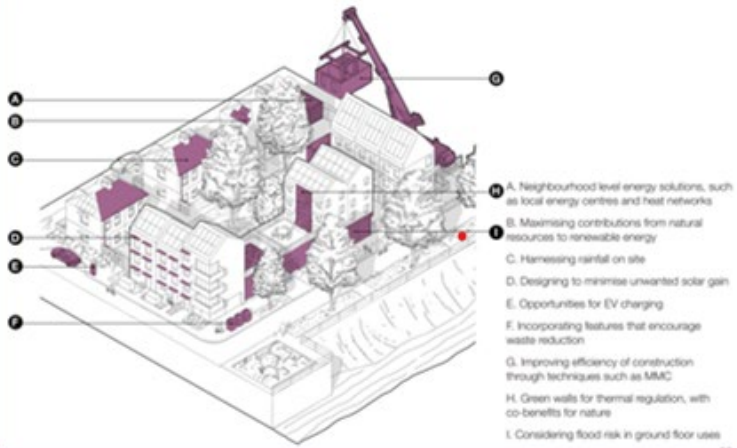 A
B
C
D
E
F
G
H
I
A. Neighbourhood level energy solutions, such
as local energy centres and heat networks
B. Maximising contributions from natural
resources to renewable energy
C. Harnessing rainfall on site
D. Designing to minimise unwanted solar gain
E. Opportunities for EV charging
F. Incorporating features that encourage
waste reduction
G. Improving efficiency of construction
through techniques such as MMC
H. Green walls for thermal regulation, with
co-benefits for nature
I. Considering flood risk in ground floor uses